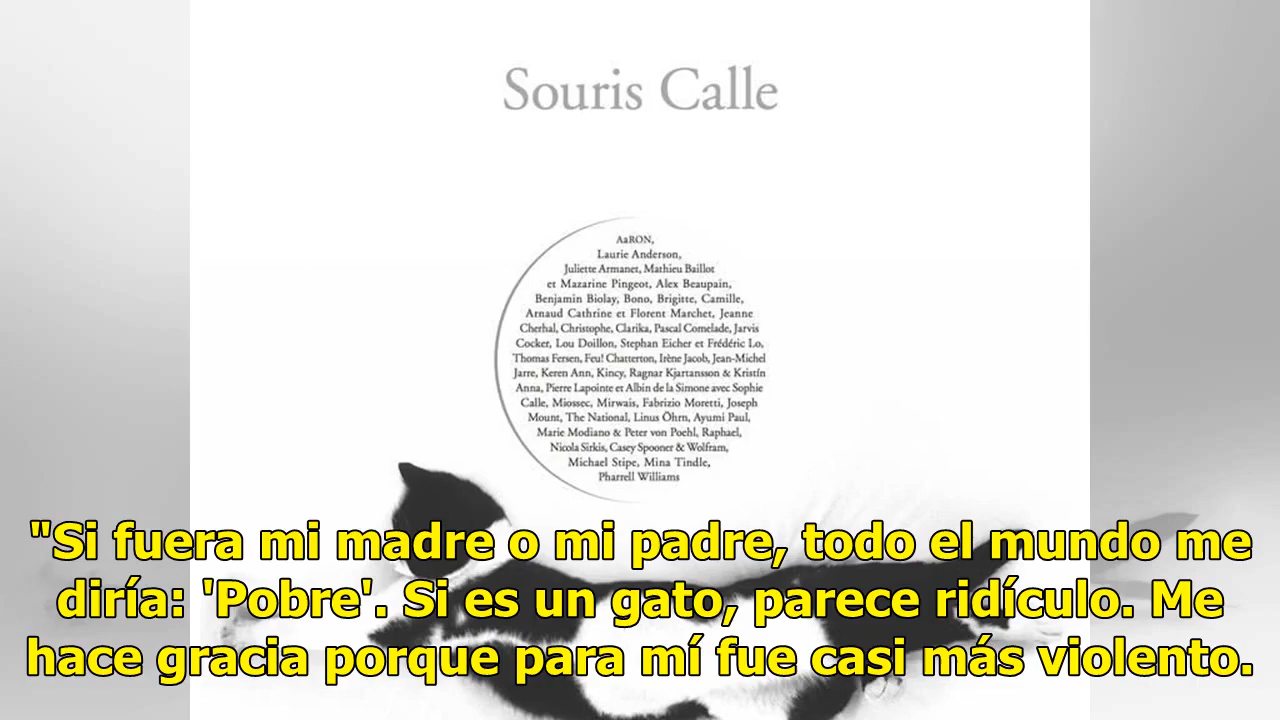 Souris Calle
AaRON,
Laurie Anderson,
Juliette Armanet, Mathieu Baillot
et Mazarine Pingeot, Alex Beaupain,
Benjamin Biolay, Bono, Brigitte, Camille,
Arnaud Cathrine et Florent Marchet, Jeanne
Cherhal, Christophe, Clarika, Pascal Comelade, Jarvis
Cocker, Lou Doillon, Stephan Eicher et Frédéric Lo,
Thomas Fersen, Feu! Chatterton, Irène Jacob, Jean-Michel
Jarre, Keren Ann, Kincy, Ragnar Kjartansson & Kristín
Anna, Pierre Lapointe et Albin de la Simone avec Sophie
Calle, Miossec, Mirwais, Fabrizio Moretti, Joseph
Mount, The National, Linus Öhrn, Ayumi Paul,
Marie Modiano & Peter von Poehl, Raphael,
Nicola Sirkis, Casey Spooner & Wolfram,
Michael Stipe, Mina Tindle,
Pharrell Williams
"Si fuera mi madre o mi padre, todo el mundo me
diría: 'Pobre'. Si es un gato, parece ridículo. Me
hace gracia porque para mí fue casi más violento.